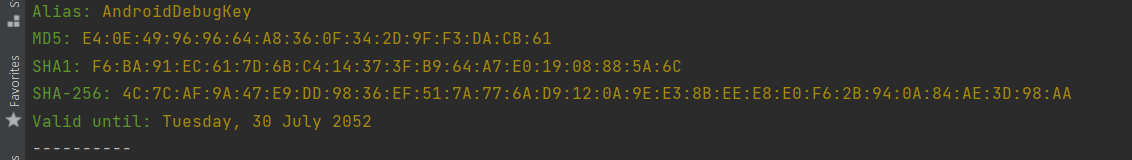 Alias: AndroidDebugKey
MD5: E4:0E:49:96:96:64:A8:36:0F:34:2D:9F:F3:DA:CB:61
SHA1: F6:BA:91:EC:61:7D:6B:C4:14:37:3F:B9:64:A7:E0:19:08:88:5A:6C
SHA-256: 4C:7C:AF:9A:47:E9:DD:98:36:EF:51:7A:77:6A:D9:12:0A:9E:E3:8B:EE:E8:E0:F6:2B:94:0A:84:AE:3D:98:AA
Valid until: Tuesday, 30 July 2052
----------
Favorites